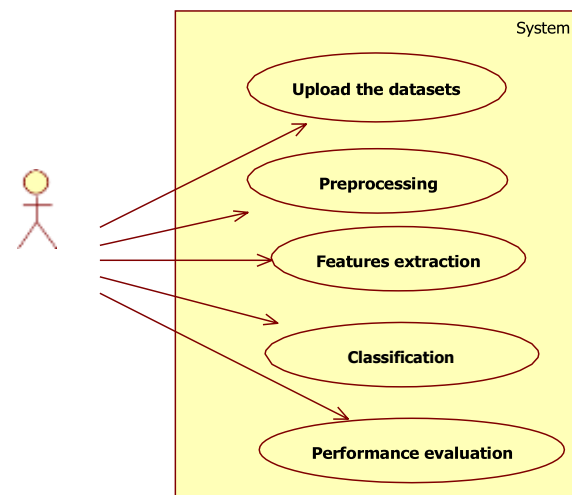 System
Upload the datasets
Preprocessing
Features extraction
Classification
Performance evaluation